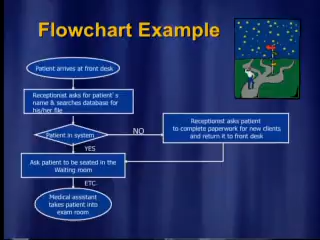 Flowchart Example
Patient arrives at front desk
Receptionist asks for patient's
name & searches database for
his/her file
Patient in system
NO
Receptionist asks patient
to complete paperwork for new clients
and return it to front desk
YES
Ask patient to be seated in the
Waiting room
ETC.
Medical assistant
takes patient into
exam room